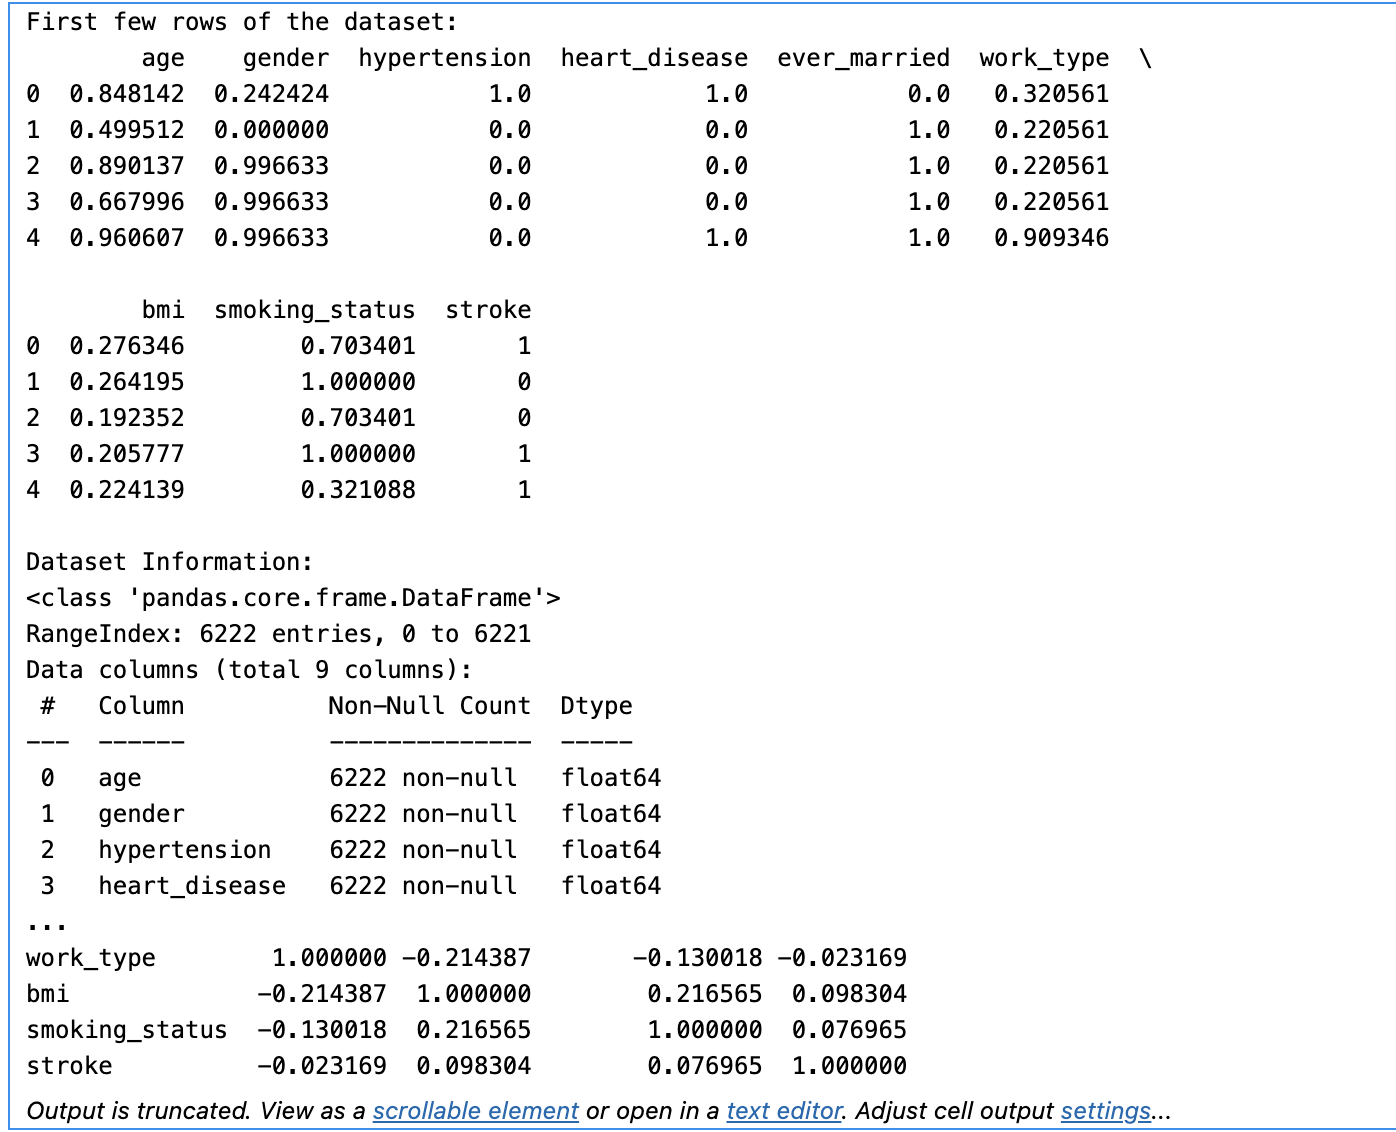 First few rows of the dataset:
        age    gender  hypertension  heart_disease  ever_married  work_type  \
0  0.848142  0.242424           1.0            1.0           0.0   0.320561
1  0.499512  0.000000           0.0            0.0           1.0   0.220561
2  0.890137  0.996633           0.0            0.0           1.0   0.220561
3  0.667996  0.996633           0.0            0.0           1.0   0.220561
4  0.960607  0.996633           0.0            1.0           1.0   0.909346
        bmi  smoking_status  stroke
0  0.276346        0.703401       1
1  0.264195        1.000000       0
2  0.192352        0.703401       0
3  0.205777        1.000000       1
4  0.224139        0.321088       1
Dataset Information:
<class 'pandas.core.frame.DataFrame'>
RangeIndex: 6222 entries, 0 to 6221
Data columns (total 9 columns):
 #   Column          Non-Null Count  Dtype
---  ------          --------------  -----
 0   age             6222 non-null   float64
 1   gender          6222 non-null   float64
 2   hypertension    6222 non-null   float64
 3   heart_disease   6222 non-null   float64
...
work_type        1.000000 -0.214387       -0.130018 -0.023169
bmi             -0.214387  1.000000        0.216565  0.098304
smoking_status  -0.130018  0.216565        1.000000  0.076965
stroke          -0.023169  0.098304        0.076965  1.000000
Output is truncated. View as a scrollable element or open in a text editor. Adjust cell output settings...